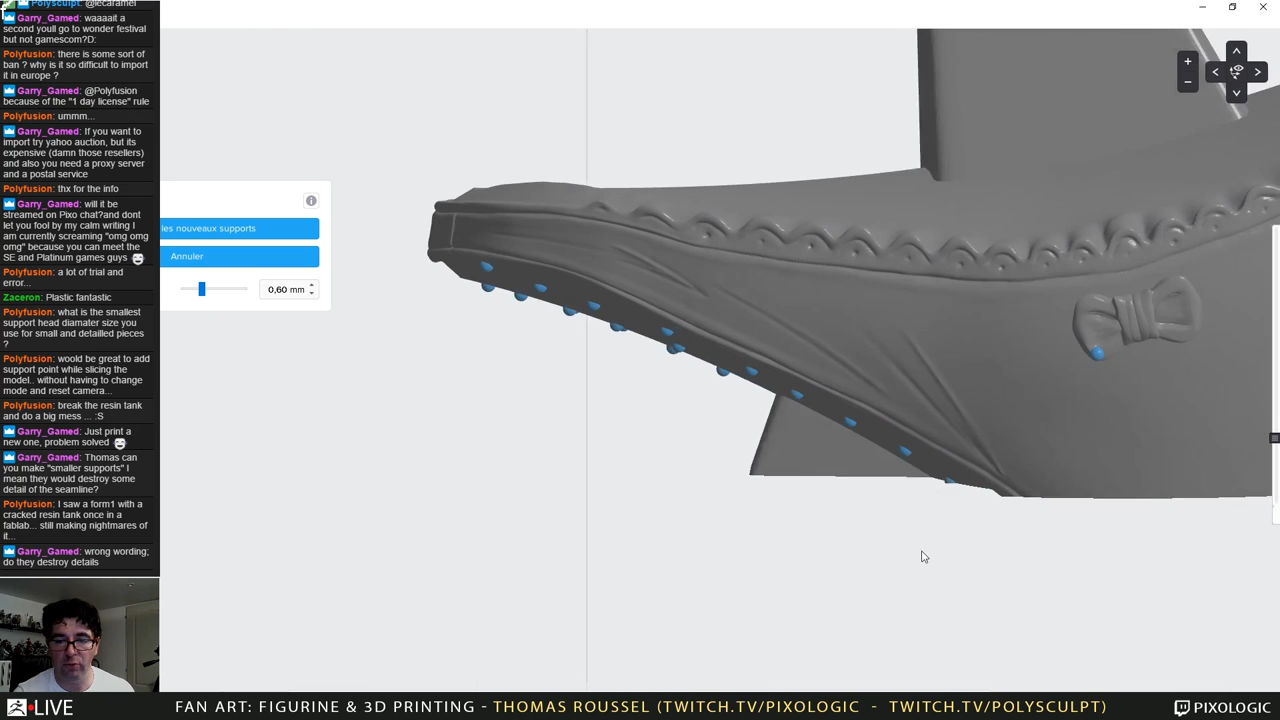 Polysculpt: @lecaramel
Garry_Gamed: waaaait a
second youll go to wonder festival
but not gamescom?D:
Polyfusion: there is some sort of
ban ? why is it so difficult to import
it in europe ?
Garry_Gamed: @Polyfusion
because of the "1 day license" rule
Polyfusion: ummm...
Garry_Gamed: If you want to
import try yahoo auction, but its
expensive (damn those resellers)
and also you need a proxy server
and a postal service
Polyfusion: thx for the info
Garry_Gamed: will it be
streamed on Pixo chat?and dont
let you fool by my calm writing I
am currently screaming "omg omg
omg" because you can meet the
SE and Platinum games guys
Polyfusion: a lot of trial and
error...
Zaceron: Plastic fantastic
Polyfusion: what is the smallest
support head diamater size you
use for small and detailled pieces
?
Polyfusion: would be great to add
support point while slicing the
model.. without having to change
mode and reset camera...
Polyfusion: break the resin tank
and do a big mess ... :S
Garry_Gamed: Just print a
new one, problem solved
Garry_Gamed: Thomas can
you make "smaller supports" I
mean they would destroy some
detail of the seamline?
Polyfusion: I saw a form1 with a
cracked resin tank once in a
fablab... still making nightmares of
it...
Garry_Gamed: wrong wording;
do they destroy details
les nouveaux supports
Annuler
0,60 mm
LIVE
FAN ART: FIGURINE & 3D PRINTING - THOMAS ROUSSEL (TWITCH.TV/PIXOLOGIC - TWITCH.TV/POLYSCULPT)
PIXOLOGIC